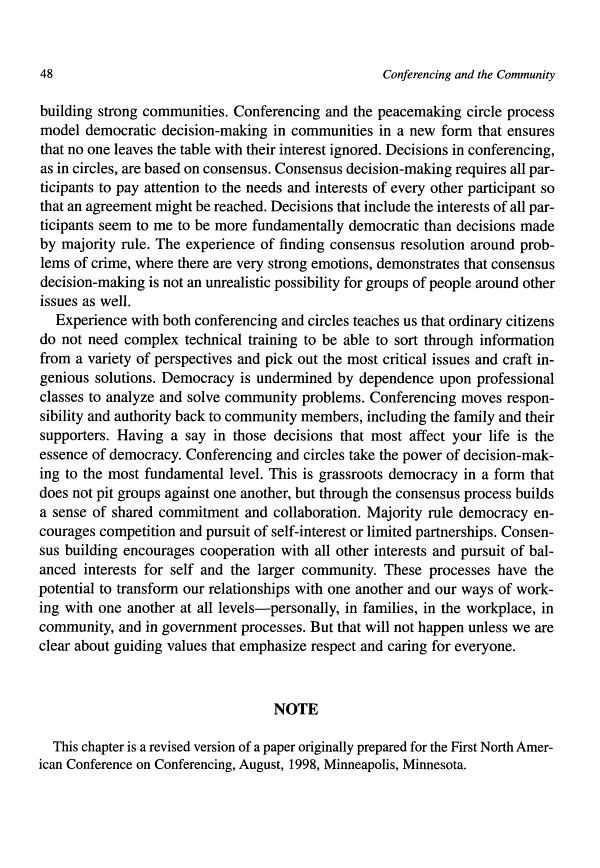 48 Conferencing and the Community
building strong communities. Conferencing and the peacemaking circle process
model democratic decision-making in communities in a new form that ensures
that no one leaves the table with their interest ignored. Decisions in conferencing,
as in circles, are based on consensus. Consensus decision-making requires all par-
ticipants to pay attention to the needs and interests of every other participant so
that an agreement might be reached. Decisions that include the interests of all par-
ticipants seem to me to be more fundamentally democratic than decisions made
by majority rule. The experience of finding consensus resolution around prob-
lems of crime, where there are very strong emotions, demonstrates that consensus
decision-making is not an unrealistic possibility for groups of people around other
issues as well.
Experience with both conferencing and circles teaches us that ordinary citizens
do not need complex technical training to be able to sort through information
from a variety of perspectives and pick out the most critical issues and craft in-
genious solutions. Democracy is undermined by dependence upon professional
classes to analyze and solve community problems. Conferencing moves respon-
sibility and authority back to community members, including the family and their
supporters. Having a say in those decisions that most affect your life is the
essence of democracy. Conferencing and circles take the power of decision-mak-
ing to the most fundamental level. This is grassroots democracy in a form that
does not pit groups against one another, but through the consensus process builds
a sense of shared commitment and collaboration. Majority rule democracy en-
courages competition and pursuit of self-interest or limited partnerships. Consen-
sus building encourages cooperation with all other interests and pursuit of bal-
anced interests for self and the larger community. These processes have the
potential to transform our relationships with one another and our ways of work-
ing with one another at all levels—personally, in families, in the workplace, in
community, and in government processes. But that will not happen unless we are
clear about guiding values that emphasize respect and caring for everyone.
NOTE
This chapter is a revised version of a paper originally prepared for the First North Amer-
ican Conference on Conferencing, August, 1998, Minneapolis, Minnesota.